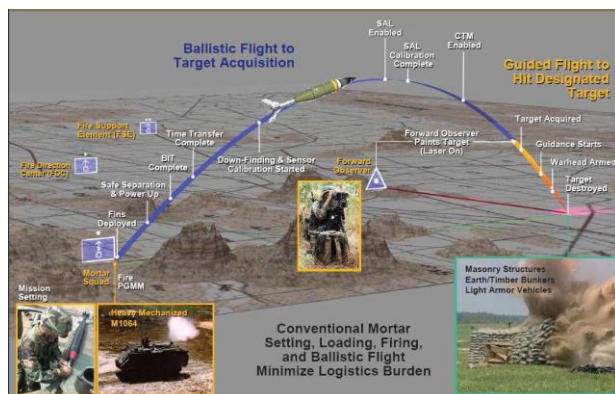 Ballistic Flight to
Target Acquisition
SAL
Enabled
SAL
Calibration
Complete
CTM
Enabled
Guided Flight to
Hit Designated
Target
Target Acquired
Guidance Starts
Warhead Armed
Target
Destroyed
Forward Observer
Paints Target
(Laser On)
Forward
Observer
Down-Finding & Sensor
Calibration Started
Time Transfer
Complete
BIT
Complete
Safe Separation
& Power Up
Fins
Deployed
Fire Support
Element (FSE)
Fire Direction
Center (FDC)
Mortar
Squad
Fire
PGMM
Mission
Setting
Heavy Mechanized
M1064
Conventional Mortar
Setting, Loading, Firing,
and Ballistic Flight
Minimize Logistics Burden
Masonry Structures
Earth/Timber Bunkers
Light Armor Vehicles